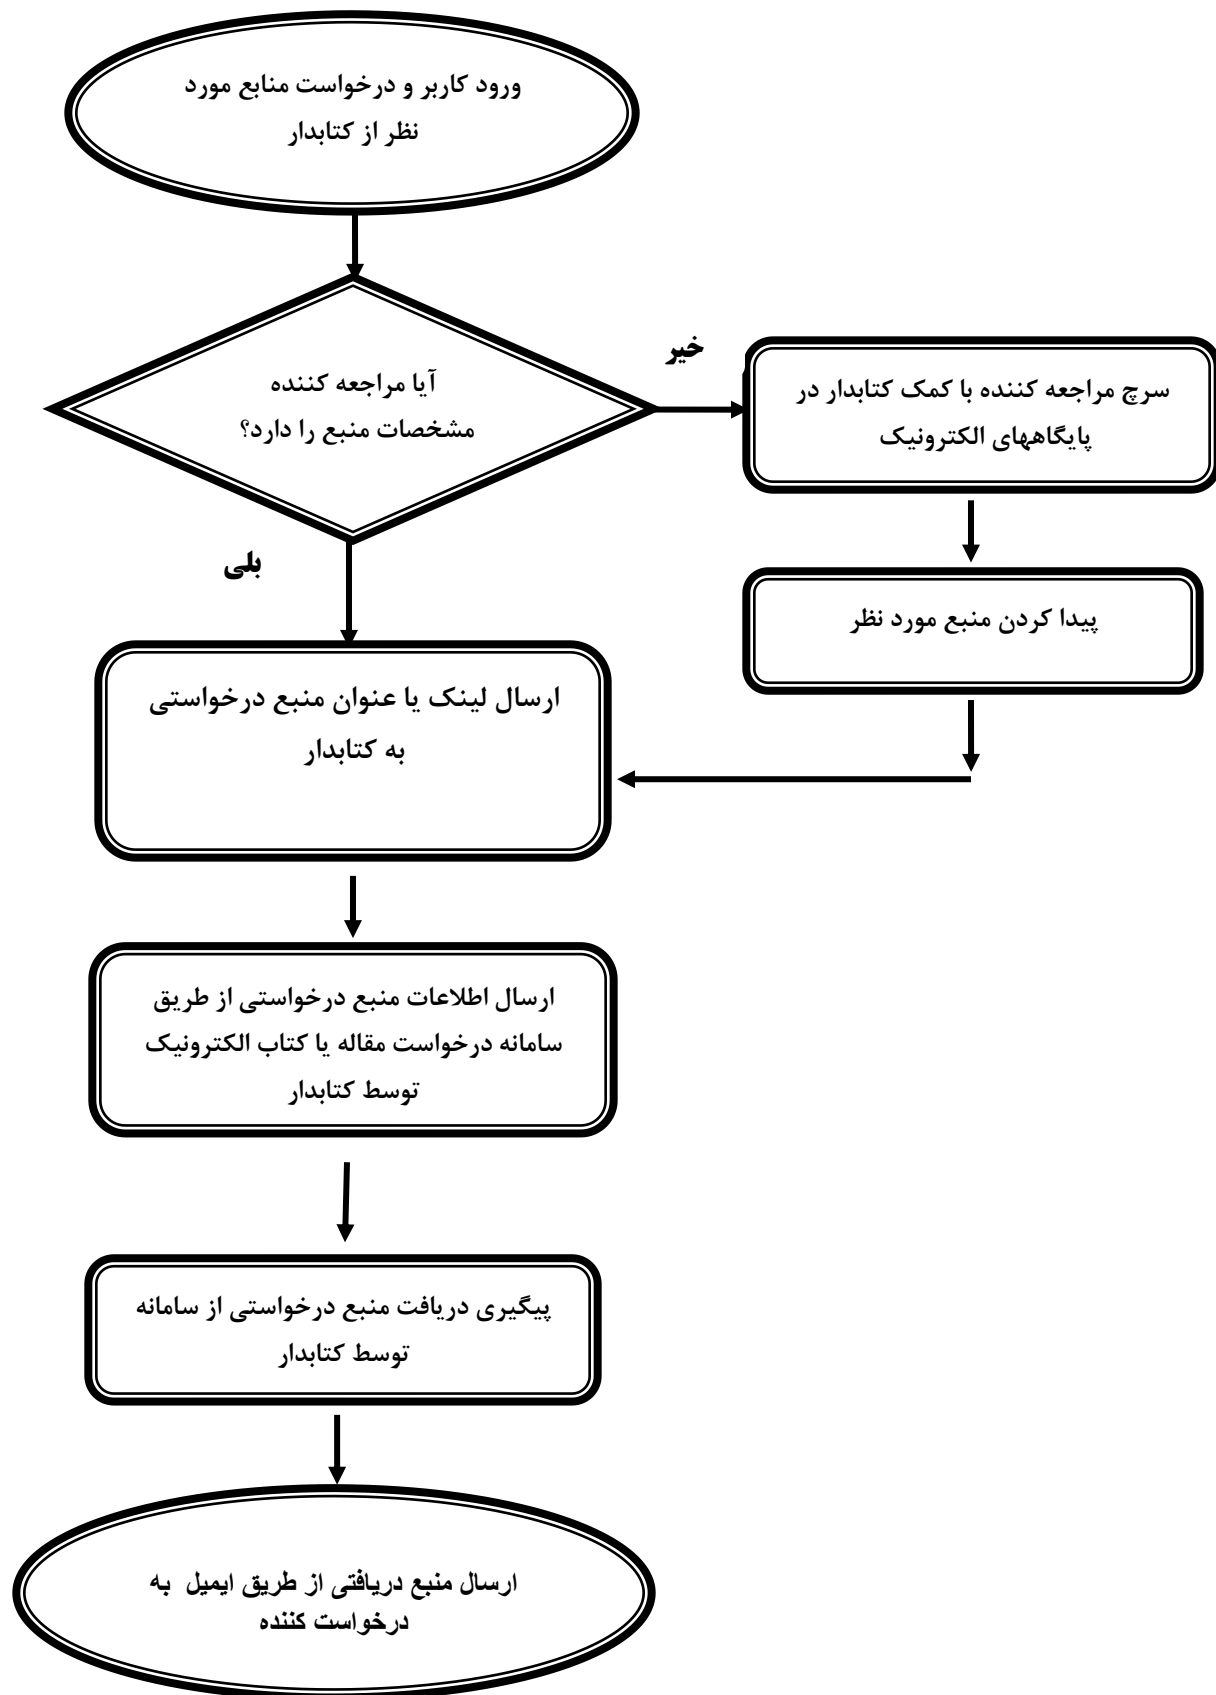 ورود کاربر و درخواست منابع مورد
نظر از کتابدار
آیا مراجعه کننده
مشخصات منبع را دارد؟
خیر
سرچ مراجعه کننده با کمک کتابدار در
پایگاههای الکترونیک
پیدا کردن منبع مورد نظر
بلی
ارسال لینک یا عنوان منبع درخواستی
به کتابدار
ارسال اطلاعات منبع درخواستی از طریق
سامانه درخواست مقاله یا کتاب الکترونیک
توسط کتابدار
پیگیری دریافت منبع درخواستی از سامانه
توسط کتابدار
ارسال منبع دریافتی از طریق ایمیل به
درخواست کننده